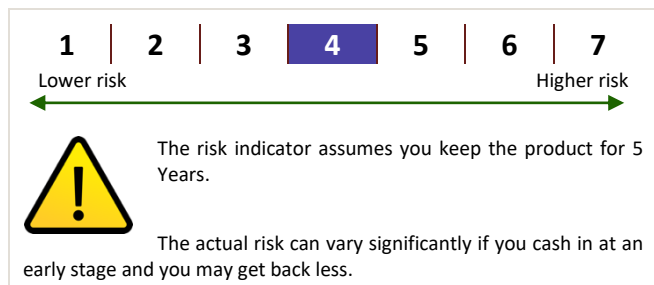 1 2 3 4 5 6 7
Lower risk Higher risk
The risk indicator assumes you keep the product for 5
Years.
The actual risk can vary significantly if you cash in at an
early stage and you may get back less.